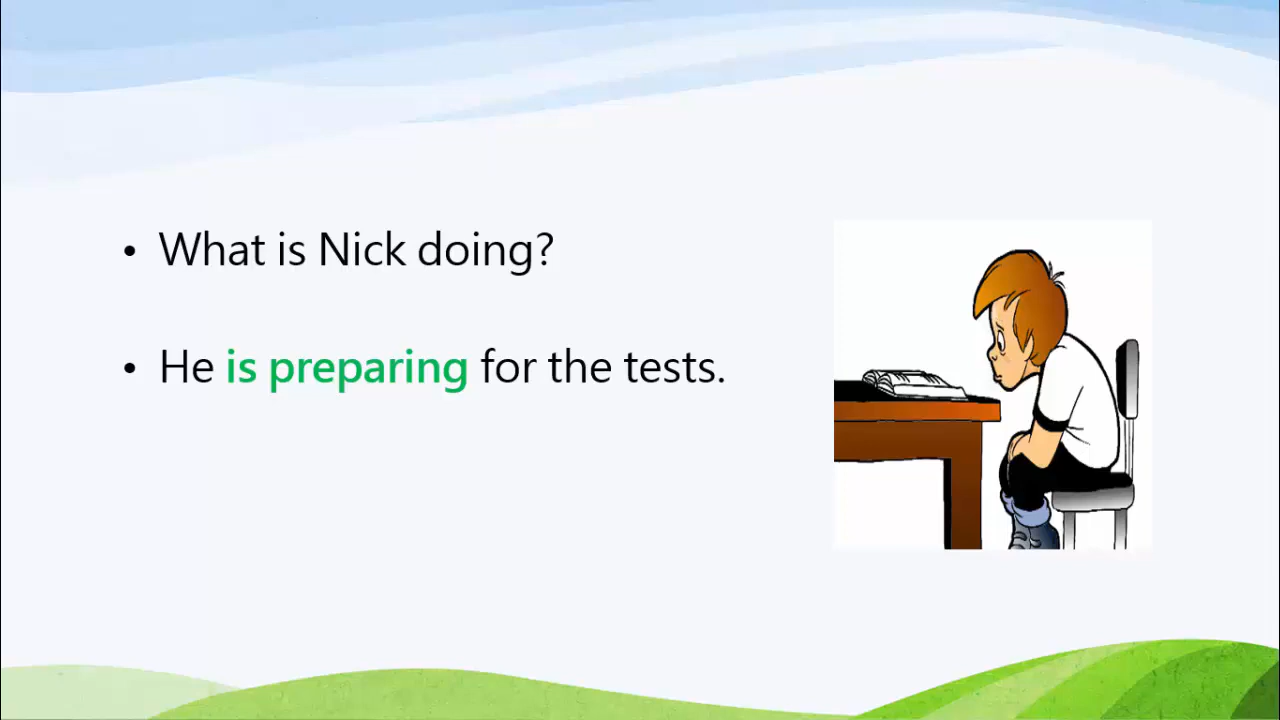 • What is Nick doing?
• He is preparing for the tests.